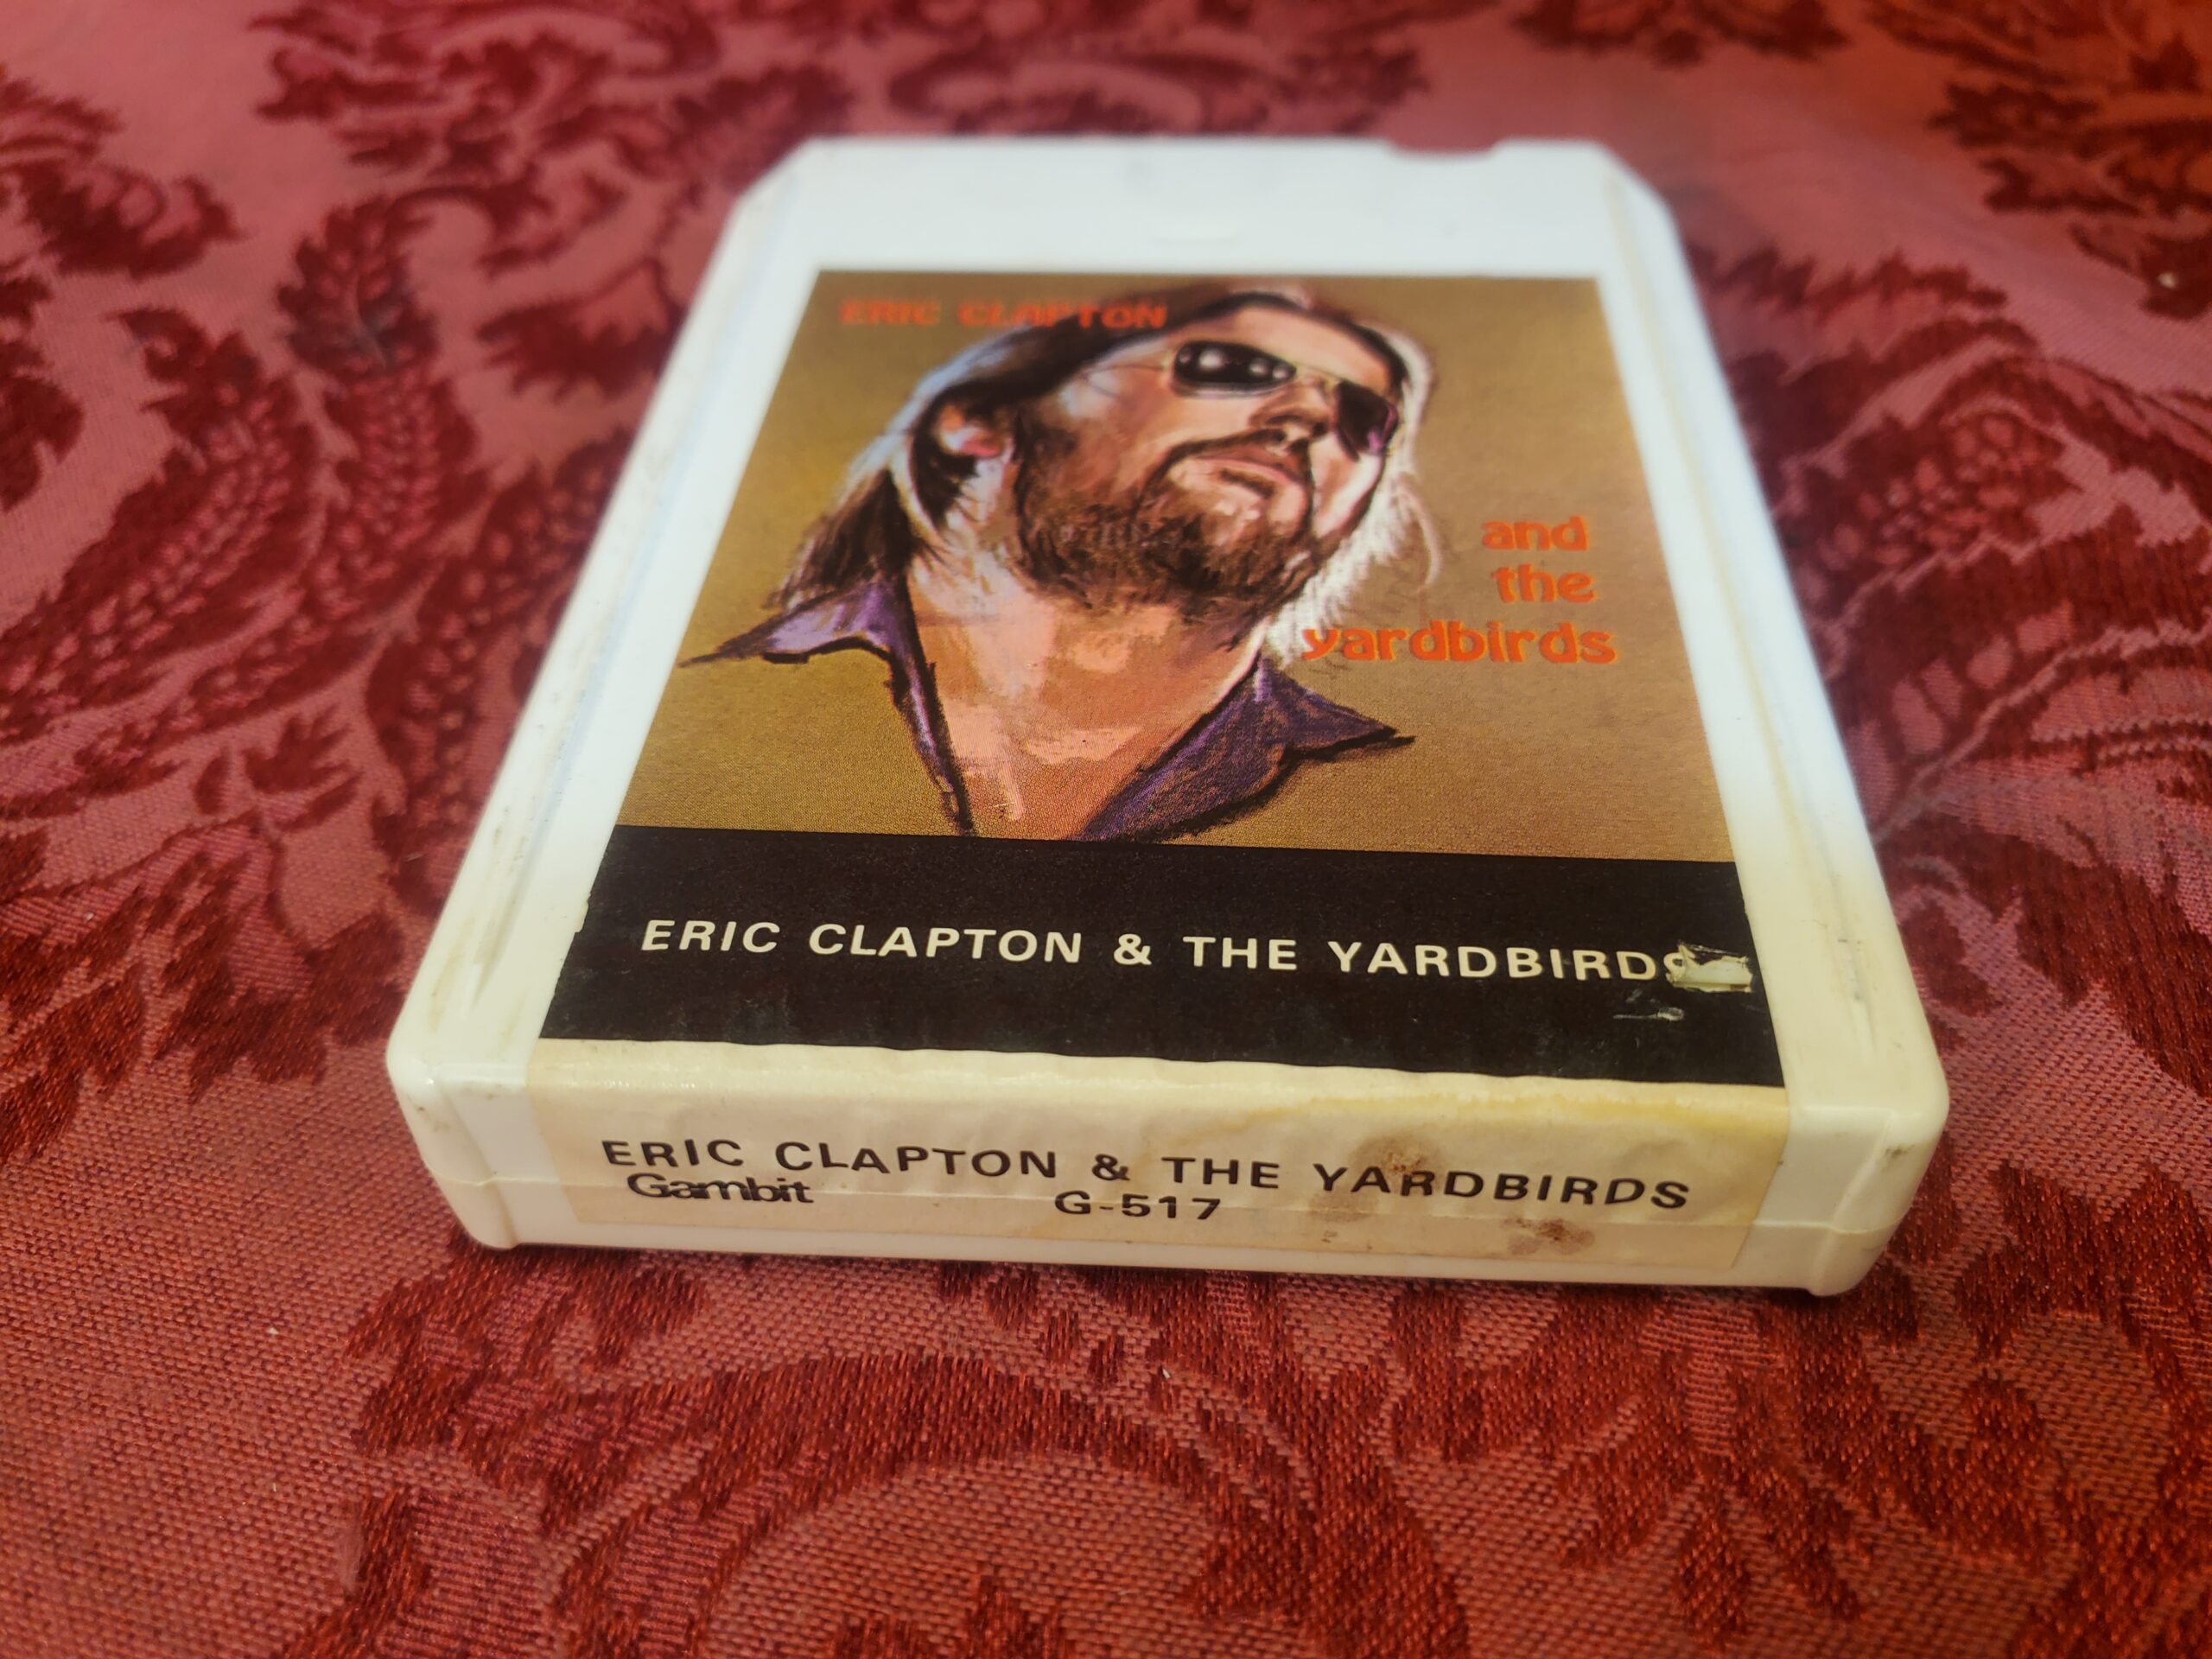 ERIC CLAPTON
and
the
yardbirds
ERIC CLAPTON & THE YARDBIRDS
ERIC CLAPTON & THE YARDBIRDS
Gambit G-517